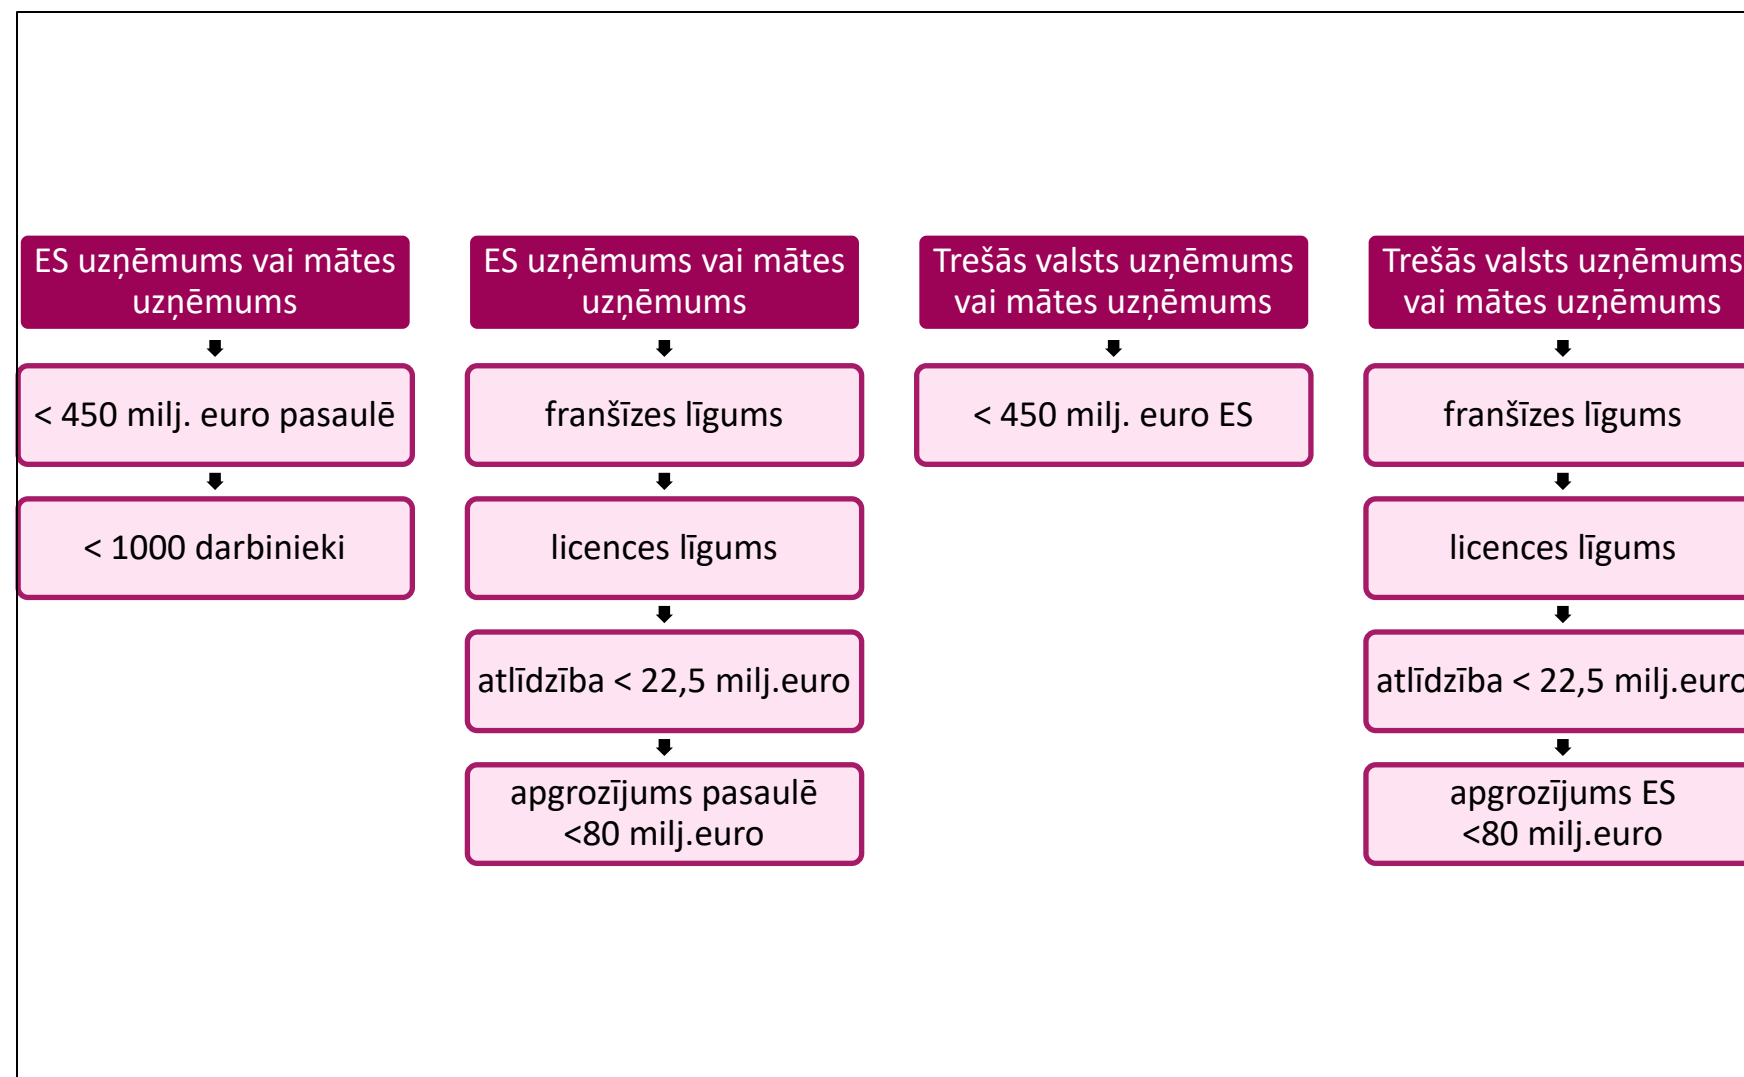 ES uzņēmums vai mātes
uzņēmums
< 450 milj. euro pasaulē
< 1000 darbinieki
ES uzņēmums vai mātes
uzņēmums
franšīzes līgums
licences līgums
atlīdzība < 22,5 milj.euro
apgrozījums pasaulē
<80 milj.euro
Trešās valsts uzņēmums
vai mātes uzņēmums
< 450 milj. euro ES
Trešās valsts uzņēmums
vai mātes uzņēmums
franšīzes līgums
licences līgums
atlīdzība < 22,5 milj.euro
apgrozījums ES
<80 milj.euro